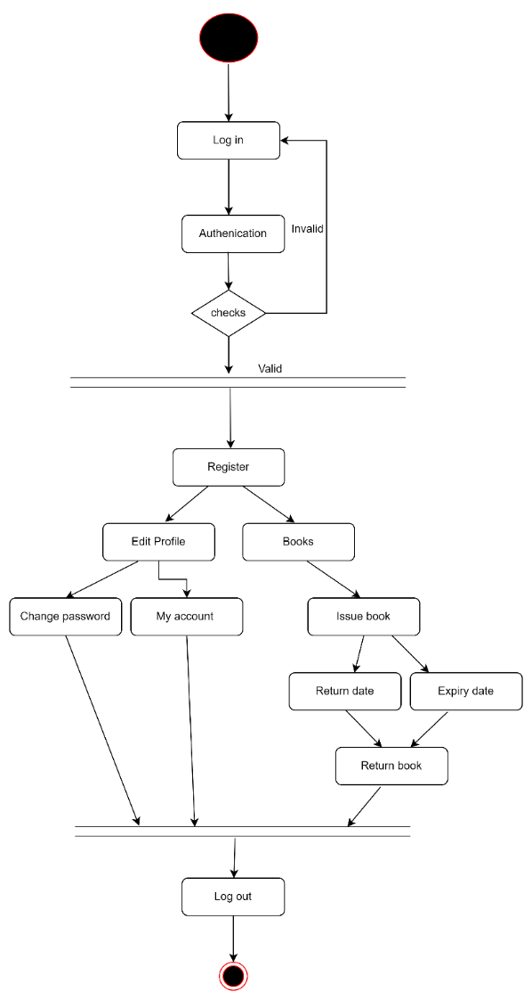 Log in
Authenication
Invalid
checks
Valid
Register
Edit Profile
Books
Change password
My account
Issue book
Return date
Expiry date
Return book
Log out